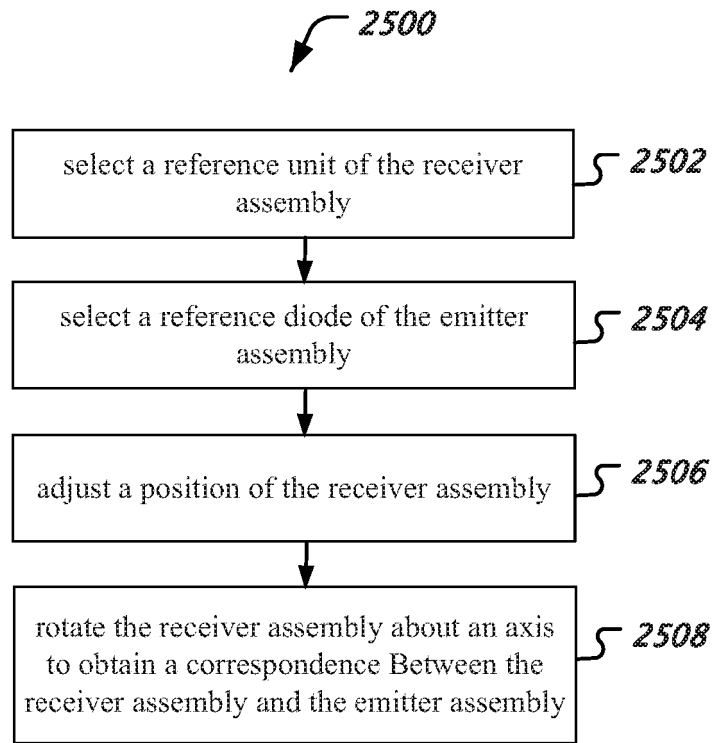 2500
select a reference unit of the receiver
assembly
2502
select a reference diode of the emitter
assembly
2504
adjust a position of the receiver assembly
2506
rotate the receiver assembly about an axis
to obtain a correspondence Between the
receiver assembly and the emitter assembly
2508